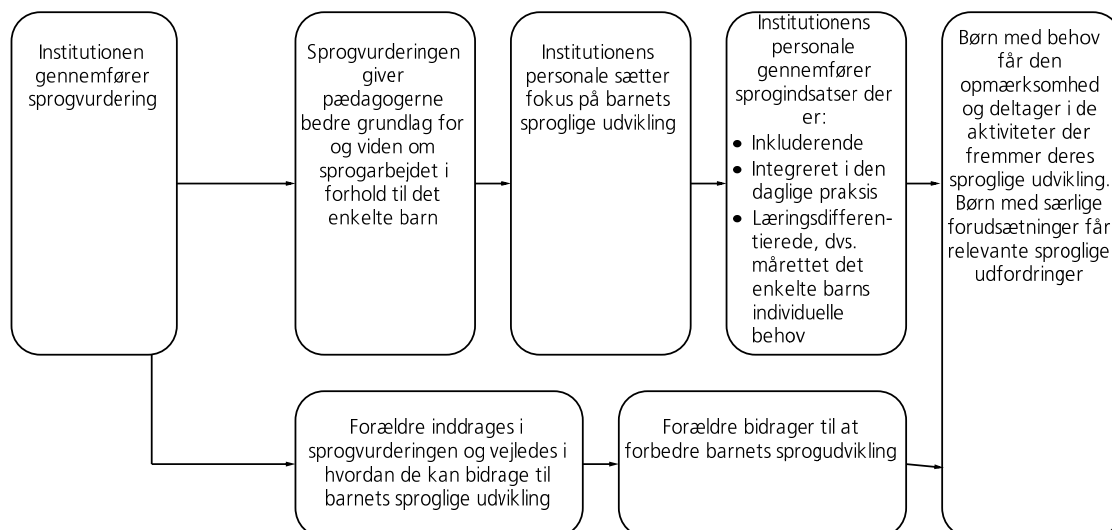 Institutionen
gennemfører
sprogvurdering
Sprogvurderingen
giver
pædagogerne
bedre grundlag for
og viden om
sprogarbejdet i
forhold til det
enkelte barn
Institutionens
personale sætter
fokus på barnets
sproglige udvikling
Institutionens
personale
gennemfører
sprogindsatser der
er:
• Inkluderende
• Integreret i den
daglige praksis
• Læringsdifferen-
tierede, dvs.
mårettet det
enkelte barns
individuelle
behov
Børn med behov
får den
opmærksomhed
og deltager i de
aktiviteter der
fremmer deres
sproglige udvikling.
Børn med særlige
forudsætninger får
relevante sproglige
udfordringer
Forældre inddrages i
sprogvurderingen og vejledes i
hvordan de kan bidrage til
barnets sproglige udvikling
Forældre bidrager til at
forbedre barnets sprogudvikling